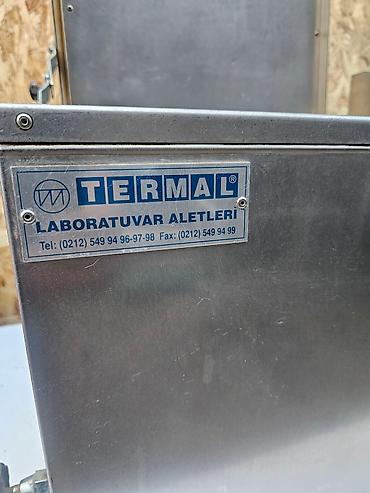 TERMAL®
LABORATUVAR ALETLERİ
Tel: (0212) 549 94 96-97-98 Fax: (0212) 549 94 99